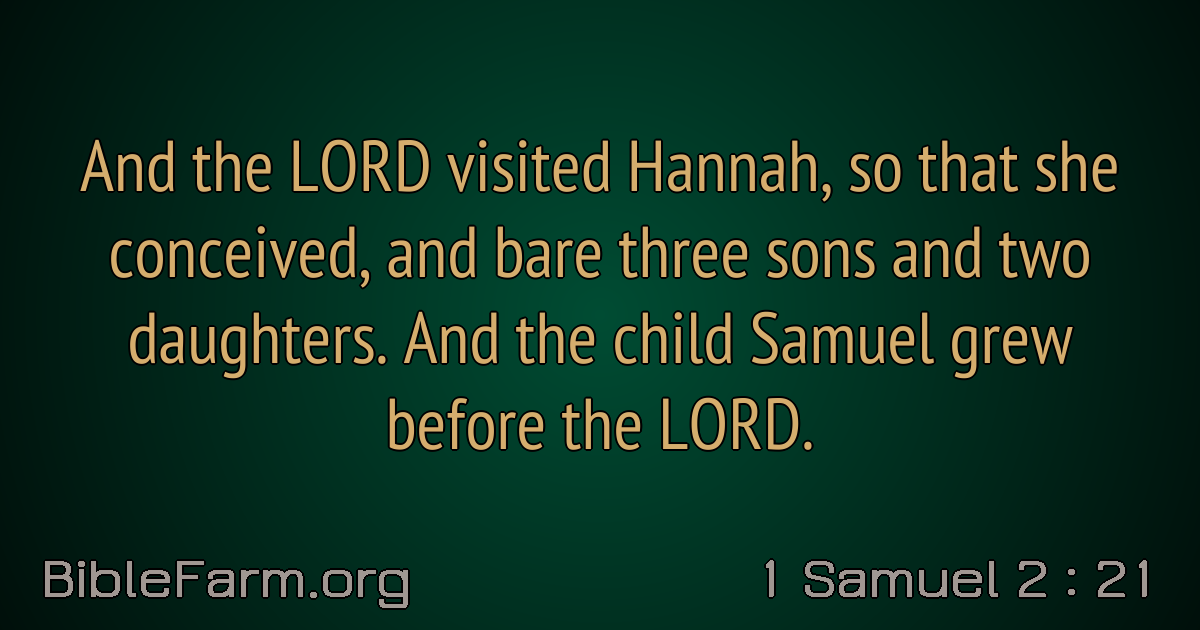 And the LORD visited Hannah, so that she
conceived, and bare three sons and two
daughters. And the child Samuel grew
before the LORD.
BibleFarm.org
1 Samuel 2 : 21